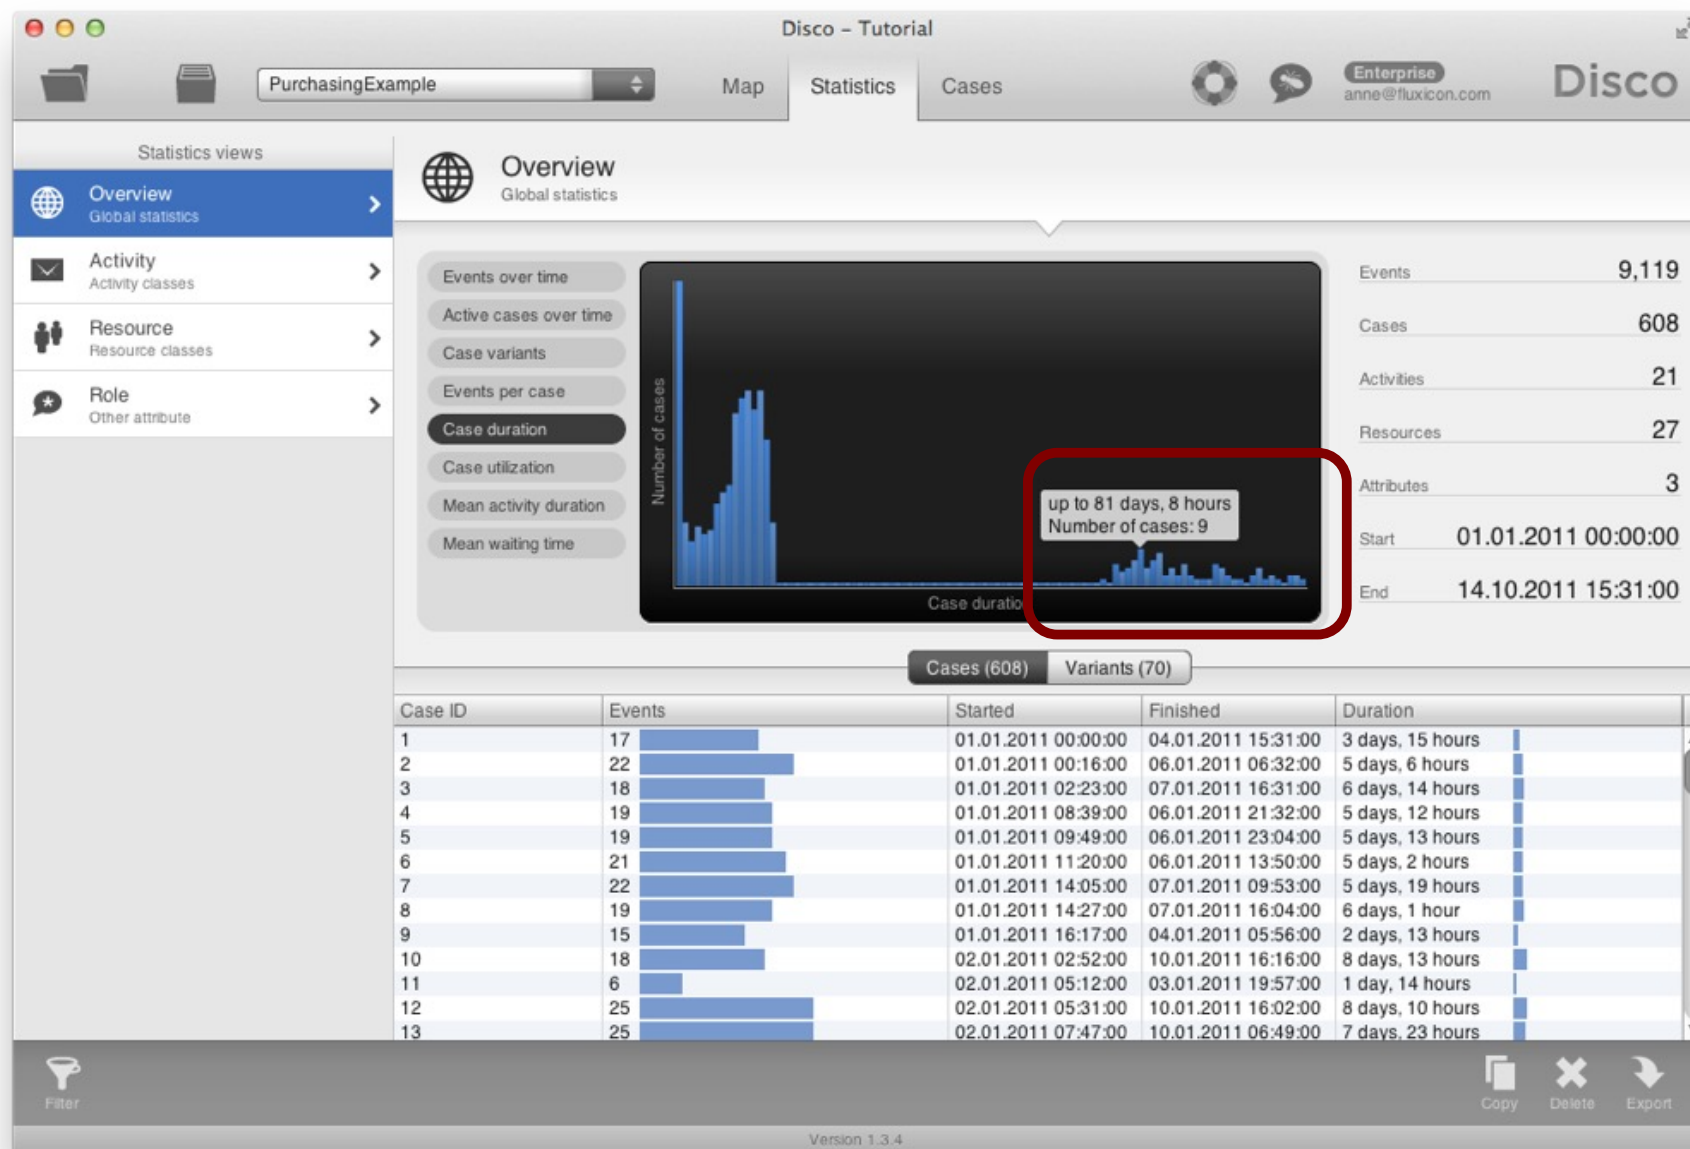 Disco – Tutorial
PurchasingExample
Map
Statistics
Cases
Enterprise
anne@fluxicon.com
Disco
Statistics views
Overview
Global statistics
Activity
Activity classes
Resource
Resource classes
Role
Other attribute
Overview
Global statistics
Events over time
Active cases over time
Case variants
Events per case
Case duration
Case utilization
Mean activity duration
Mean waiting time
Number of cases
up to 81 days, 8 hours
Number of cases: 9
Case duration
Events 9,119
Cases 608
Activities 21
Resources 27
Attributes 3
Start 01.01.2011 00:00:00
End 14.10.2011 15:31:00
Cases (608) Variants (70)
Case ID Events Started Finished Duration
1 17 01.01.2011 00:00:00 04.01.2011 15:31:00 3 days, 15 hours
2 22 01.01.2011 00:16:00 06.01.2011 06:32:00 5 days, 6 hours
3 18 01.01.2011 02:23:00 07.01.2011 16:31:00 6 days, 14 hours
4 19 01.01.2011 08:39:00 06.01.2011 21:32:00 5 days, 12 hours
5 19 01.01.2011 09:49:00 06.01.2011 23:04:00 5 days, 13 hours
6 21 01.01.2011 11:20:00 06.01.2011 13:50:00 5 days, 2 hours
7 22 01.01.2011 14:05:00 07.01.2011 09:53:00 5 days, 19 hours
8 19 01.01.2011 14:27:00 07.01.2011 16:04:00 6 days, 1 hour
9 15 01.01.2011 16:17:00 04.01.2011 05:56:00 2 days, 13 hours
10 18 02.01.2011 02:52:00 10.01.2011 16:16:00 8 days, 13 hours
11 6 02.01.2011 05:12:00 03.01.2011 19:57:00 1 day, 14 hours
12 25 02.01.2011 05:31:00 10.01.2011 16:02:00 8 days, 10 hours
13 25 02.01.2011 07:47:00 10.01.2011 06:49:00 7 days, 23 hours
Filter
Copy
Delete
Export
Version 1.3.4